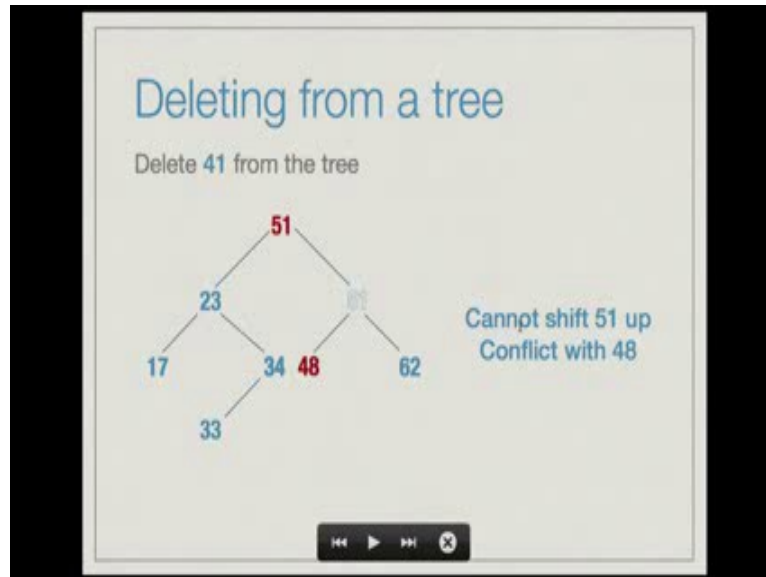 Deleting from a tree
Delete 41 from the tree
51
23
Cannot shift 51 up
Conflict with 48
17 34 48 62
33